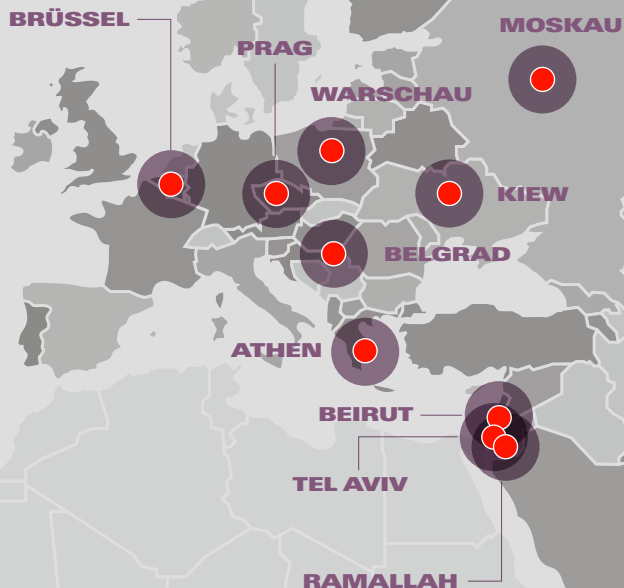 BRÜSSEL
MOSKAU
PRAG
WARSCHAU
KIEW
BELGRAD
ATHEN
BEIRUT
TEL AVIV
RAMALLAH